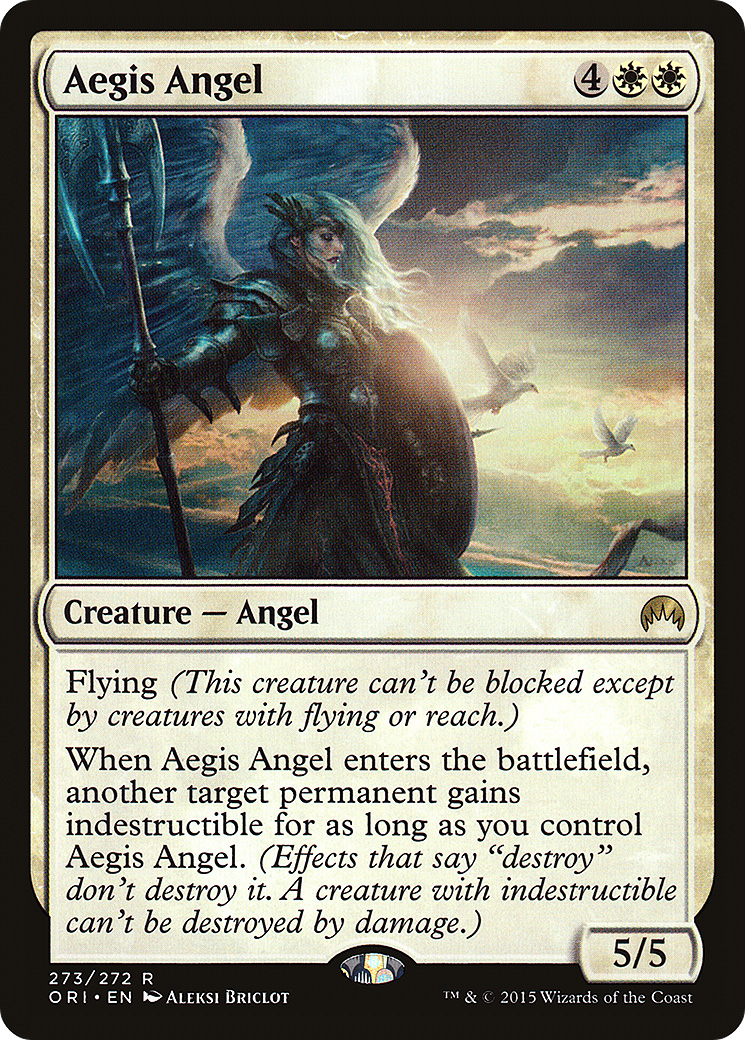 Aegis Angel 4
Creature — Angel
Flying (This creature can't be blocked except
by creatures with flying or reach.)
When Aegis Angel enters the battlefield,
another target permanent gains
indestructible for as long as you control
Aegis Angel. (Effects that say “destroy”
don't destroy it. A creature with indestructible
can't be destroyed by damage.)
5/5
273/272 R
ORI • EN Aleksi Briclot
™ & © 2015 Wizards of the Coast